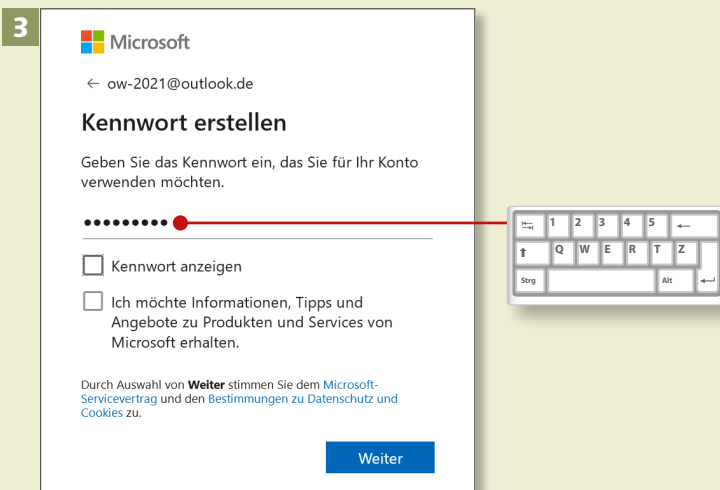 3
Microsoft
← ow-2021@outlook.de
Kennwort erstellen
Geben Sie das Kennwort ein, das Sie für Ihr Konto
verwenden möchten.
•••••••••
Kennwort anzeigen
Ich möchte Informationen, Tipps und
Angebote zu Produkten und Services von
Microsoft erhalten.
Durch Auswahl von Weiter stimmen Sie dem Microsoft-
Servicevertrag und den Bestimmungen zu Datenschutz und
Cookies zu.
Weiter
1 2 3 4 5 ←
Q W E R T Z
Strg Alt